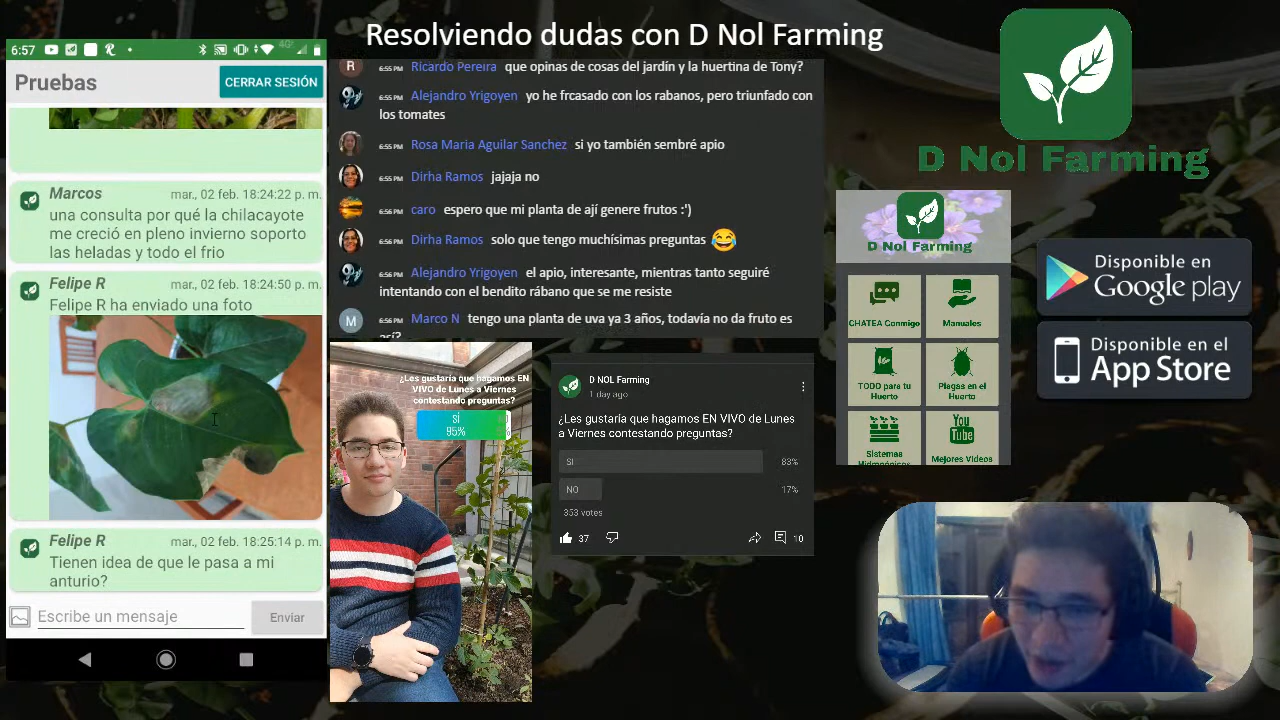 Resolviendo dudas con D Nol Farming
6:57
4G
Pruebas
CERRAR SESIÓN
Marcos
mar., 02 feb. 18:24:22 p. m.
una consulta por qué la chilacayote
me creció en pleno invierno soporto
las heladas y todo el frio
Felipe R
mar., 02 feb. 18:24:50 p. m.
Felipe R ha enviado una foto
Felipe R
mar., 02 feb. 18:25:14 p. m.
Tienen idea de que le pasa a mi
anturio?
Escribe un mensaje
Enviar
R 6:55 PM Ricardo Pereira que opinas de cosas del jardín y la huertina de Tony?
6:55 PM Alejandro Yrigoyen yo he frcasado con los rabanos, pero triunfado con
los tomates
6:55 PM Rosa Maria Aguilar Sanchez si yo también sembré apio
6:55 PM Dirha Ramos jajaja no
6:56 PM caro espero que mi planta de ají genere frutos :')
6:56 PM Dirha Ramos solo que tengo muchísimas preguntas 😂
6:56 PM Alejandro Yrigoyen el apio, interesante, mientras tanto seguiré
intentando con el bendito rábano que se me resiste
M 6:56 PM Marco N tengo una planta de uva ya 3 años, todavía no da fruto es
así?
¿Les gustaría que hagamos EN
VIVO de Lunes a Viernes
contestando preguntas?
SÍ
95%
D NOL Farming
1 day ago
¿Les gustaría que hagamos EN VIVO de Lunes
a Viernes contestando preguntas?
SI 83%
NO 17%
353 votes
37
10
D Nol Farming
D Nol Farming
CHATEA Conmigo
Manuales
TODO para tu
Huerto
Plagas en el
Huerto
Sistemas
You
Tube
Mejores Videos
Disponible en
Google play
Disponible en el
App Store